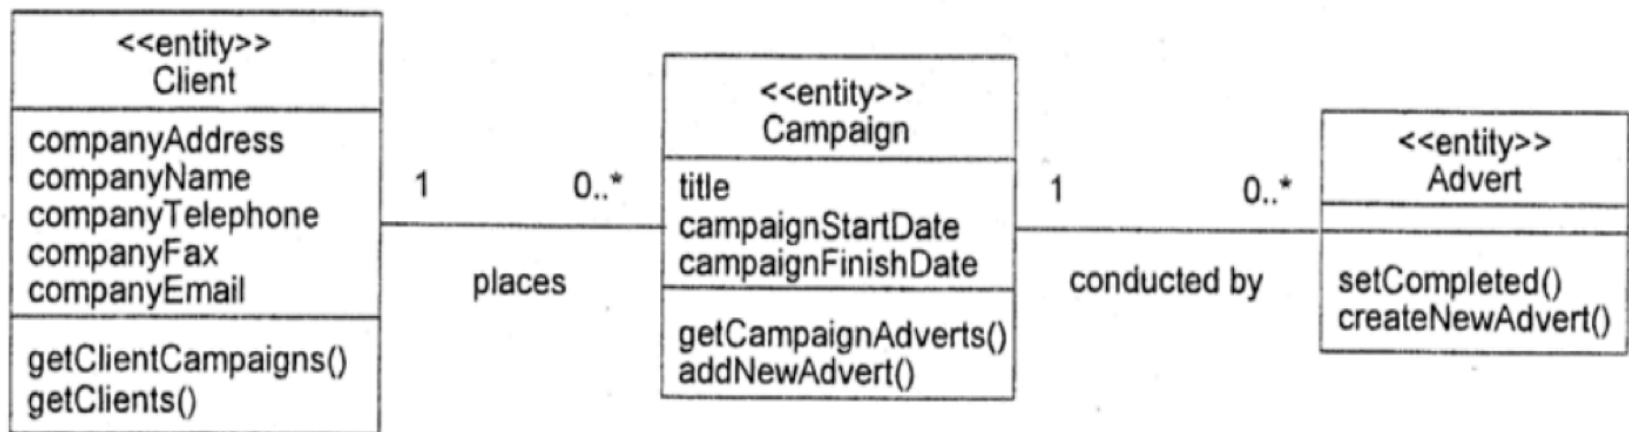 <<entity>>
Client
companyAddress
companyName
companyTelephone
companyFax
companyEmail
getClientCampaigns()
getClients()
1
0..*
places
<<entity>>
Campaign
title
campaignStartDate
campaignFinishDate
getCampaignAdverts()
addNewAdvert()
1
0..*
conducted by
<<entity>>
Advert
setCompleted()
createNewAdvert()